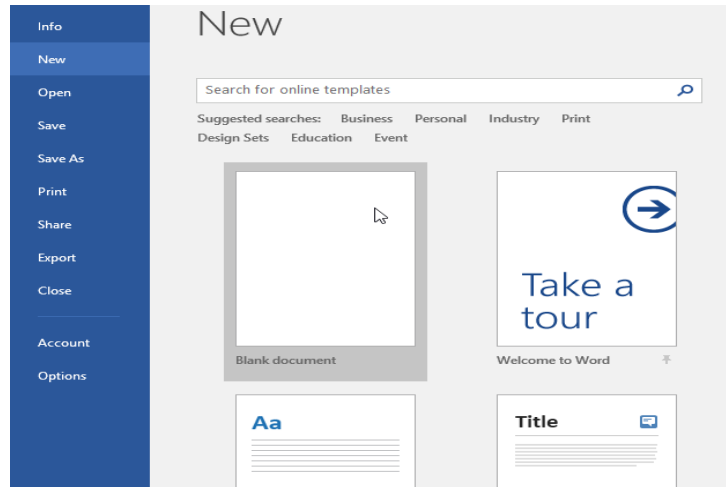 Info
New
Open
Save
Save As
Print
Share
Export
Close
Account
Options
New
Search for online templates
Suggested searches: Business Personal Industry Print
Design Sets Education Event
Take a
tour
Blank document
Welcome to Word
Aa
Title